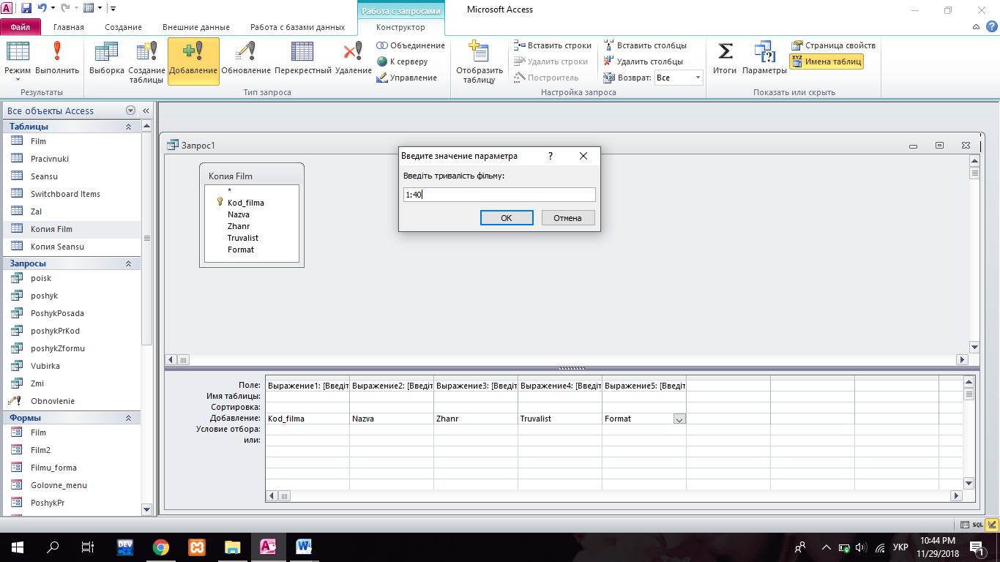 Работа с запросами
Microsoft Access
Файл
Главная
Создание
Внешние данные
Работа с базами данных
Конструктор
Режим
Выполнить
Результаты
Выборка
Создание таблицы
Добавление
Обновление
Перекрестный
Удаление
Объединение
К серверу
Управление
Тип запроса
Отобразить таблицу
Вставить строки
Удалить строки
Построитель
Вставить столбцы
Удалить столбцы
Возврат: Все
Настройка запроса
Итоги
Параметры
Страница свойств
Имена таблиц
Показать или скрыть
Все объекты Access
Таблицы
Film
Pracivnuki
Seansu
Switchboard Items
Zal
Копия Film
Копия Seansu
Запросы
poisk
poshyk
PoshykPosada
poshykPrKod
poshykZformu
Vubirka
Zmi
Obnovlenie
Формы
Film
Film2
Filmu_forma
Golovne_menu
PoshykPr
Запрос1
Копия Film
*
Kod_filma
Nazva
Zhanr
Truvalist
Format
Введите значение параметра
?
Введіть тривалість фільму:
1:40
OK
Отмена
Поле: Выражение1: [Введіт Выражение2: [Введіт Выражение3: [Введіт Выражение4: [Введіт Выражение5: [Введіт
Имя таблицы:
Сортировка:
Добавление: Kod_filma Nazva Zhanr Truvalist Format
Условие отбора:
или:
SQL
DEV
УКР
10:44 PM
11/29/2018
1